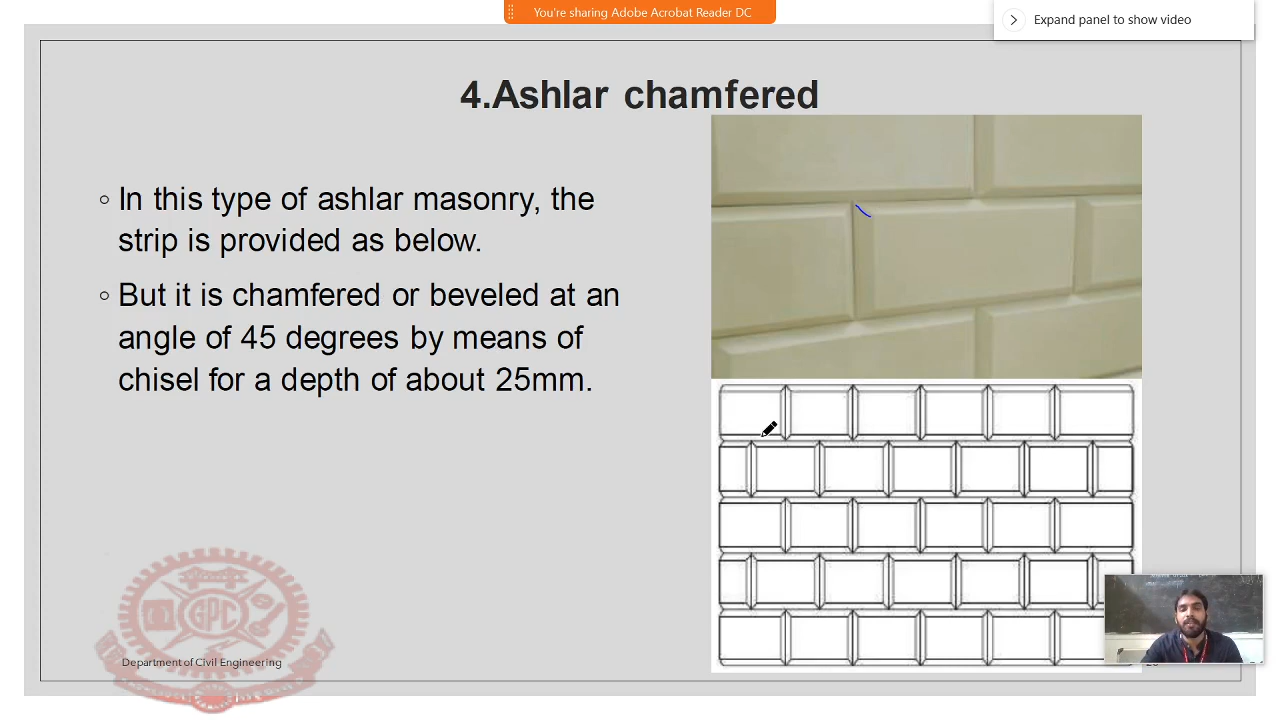 You're sharing Adobe Acrobat Reader DC
Expand panel to show video
4.Ashlar chamfered
In this type of ashlar masonry, the
strip is provided as below.
But it is chamfered or beveled at an
angle of 45 degrees by means of
chisel for a depth of about 25mm.
GPC
Department of Civil Engineering